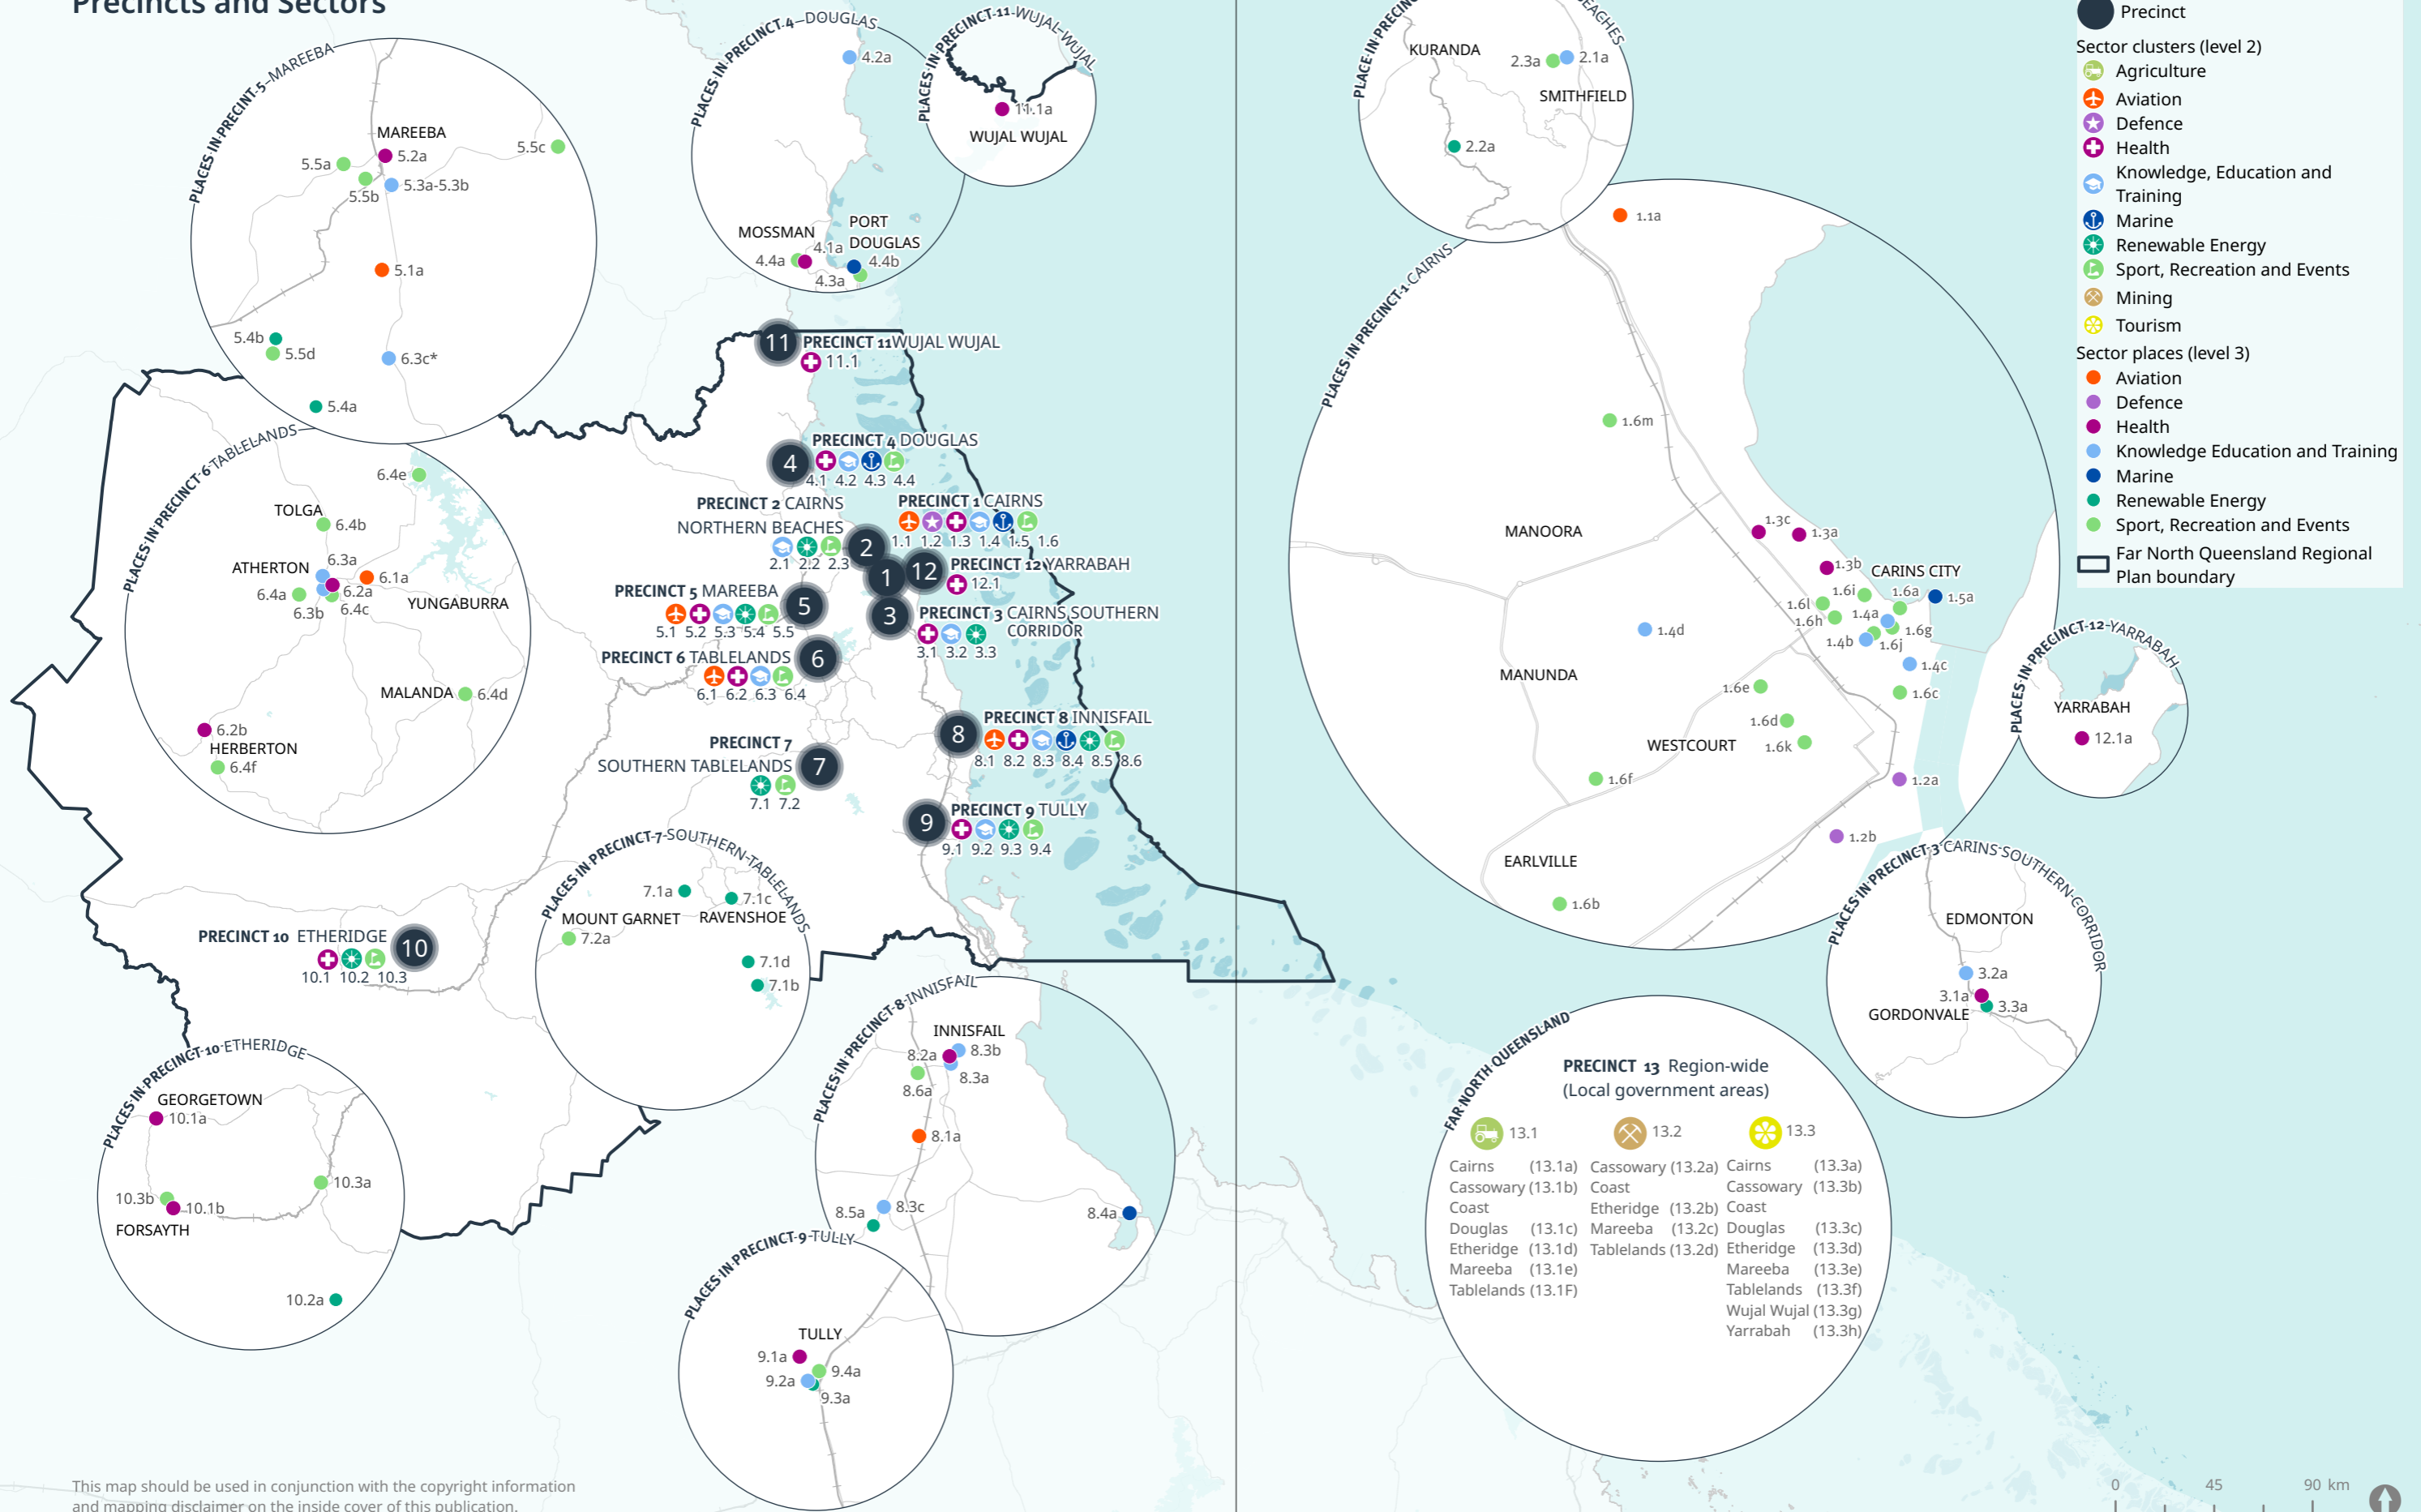 Precincts and Sectors
PLACES IN PRECINCT 5 MAREEBA
MAREEBA
5.2a
5.5a
5.5c
5.3a-5.3b
5.5b
5.1a
5.4b
5.5d
6.3c*
5.4a
PLACES IN PRECINCT 4 DOUGLAS
4.2a
MOSSMAN
PORT
DOUGLAS
4.1a
4.4a
4.4b
4.3a
PLACES IN PRECINCT 11 WUJAL WUJAL
11.1a
WUJAL WUJAL
PLACES IN PRECINCT 6 TABLELANDS
6.4e
TOLGA
6.4b
6.3a
ATHERTON
6.1a
6.4a
6.2a
YUNGABURRA
6.3b
6.4c
MALANDA
6.4d
6.2b
HERBERTON
6.4f
PRECINCT 11 WUJAL WUJAL
11
11.1
PRECINCT 4 DOUGLAS
4
4.1 4.2 4.3 4.4
PRECINCT 2 CAIRNS
NORTHERN BEACHES
2
2.1 2.2 2.3
PRECINCT 1 CAIRNS
1.1 1.2 1.3 1.4 1.5 1.6
1
12
PRECINCT 12 YARRABAH
12.1
PRECINCT 5 MAREEBA
5
5.1 5.2 5.3 5.4 5.5
3
PRECINCT 3 CAIRNS SOUTHERN
CORRIDOR
3.1 3.2 3.3
PRECINCT 6 TABLELANDS
6
6.1 6.2 6.3 6.4
PRECINCT 8 INNISFAIL
8
8.1 8.2 8.3 8.4 8.5 8.6
PRECINCT 7
SOUTHERN TABLELANDS
7
7.1 7.2
PRECINCT 9 TULLY
9
9.1 9.2 9.3 9.4
PRECINCT 10 ETHERIDGE
10
10.1 10.2 10.3
PLACES IN PRECINCT 7 SOUTHERN TABLELANDS
7.1a
7.1c
MOUNT GARNET
RAVENSHOE
7.2a
7.1d
7.1b
PLACES IN PRECINCT 10 ETHERIDGE
GEORGETOWN
10.1a
10.3a
10.3b
10.1b
FORSAYTH
10.2a
PLACES IN PRECINCT 8 INNISFAIL
INNISFAIL
8.2a
8.3b
8.3a
8.6a
8.1a
8.3c
8.5a
8.4a
PLACES IN PRECINCT 9 TULLY
TULLY
9.1a
9.4a
9.2a
9.3a
This map should be used in conjunction with the copyright information
and mapping disclaimer on the inside cover of this publication.
KURANDA
2.3a
2.1a
SMITHFIELD
2.2a
PLACES IN PRECINCT 1 CAIRNS
1.1a
1.6m
MANOORA
1.3c
1.3a
1.3b
CARINS CITY
1.6i
1.6a
1.5a
1.6l
1.4a
1.6h
1.6g
1.4d
1.4b
1.6j
1.4c
MANUNDA
1.6e
1.6c
1.6d
WESTCOURT
1.6k
1.6f
1.2a
1.2b
EARLVILLE
1.6b
PLACES IN PRECINCT 12 YARRABAH
YARRABAH
12.1a
PLACES IN PRECINCT 3 CARINS SOUTHERN CORRIDOR
EDMONTON
3.2a
3.1a
3.3a
GORDONVALE
FAR NORTH QUEENSLAND
PRECINCT 13 Region-wide
(Local government areas)
13.1
Cairns (13.1a)
Cassowary (13.1b)
Coast
Douglas (13.1c)
Etheridge (13.1d)
Mareeba (13.1e)
Tablelands (13.1F)
13.2
Cassowary (13.2a)
Coast
Etheridge (13.2b)
Mareeba (13.2c)
Tablelands (13.2d)
13.3
Cairns (13.3a)
Cassowary (13.3b)
Coast
Douglas (13.3c)
Etheridge (13.3d)
Mareeba (13.3e)
Tablelands (13.3f)
Wujal Wujal (13.3g)
Yarrabah (13.3h)
Precinct
Sector clusters (level 2)
Agriculture
Aviation
Defence
Health
Knowledge, Education and
Training
Marine
Renewable Energy
Sport, Recreation and Events
Mining
Tourism
Sector places (level 3)
Aviation
Defence
Health
Knowledge Education and Training
Marine
Renewable Energy
Sport, Recreation and Events
Far North Queensland Regional
Plan boundary
0 45 90 km